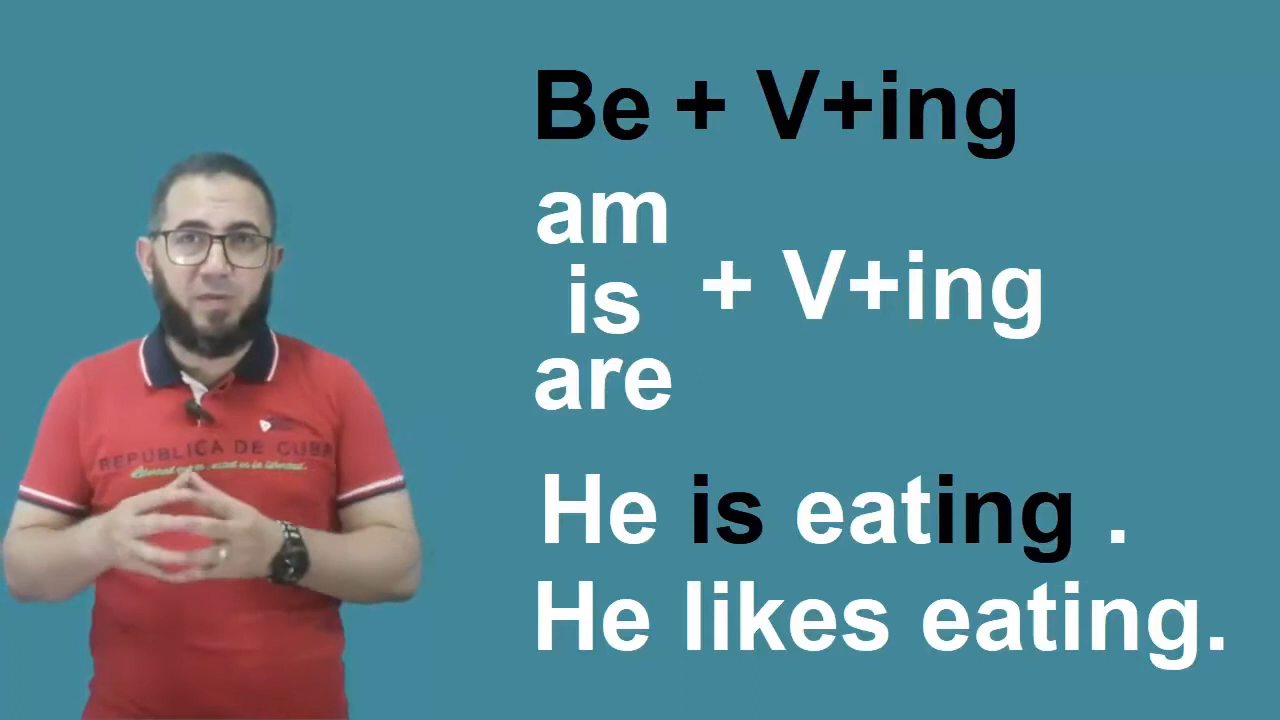 Be + V+ing
am
is + V+ing
are
He is eating .
He likes eating.
REPUBLICA DE CUBA